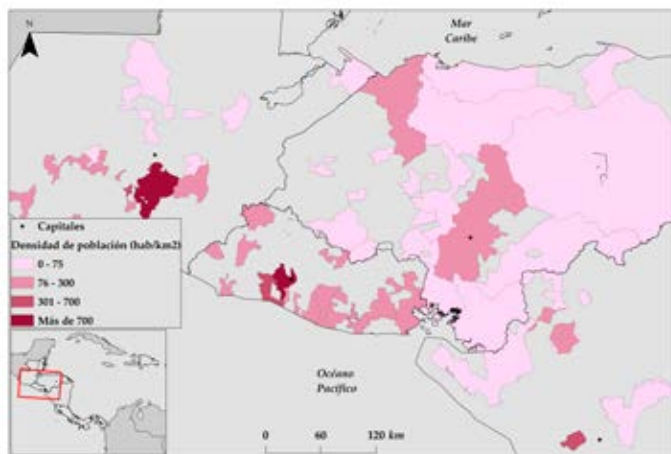 N
Mar
Caribe
Capitales
Densidad de población (hab/km2)
0 - 75
76 - 300
301 - 700
Más de 700
Océano
Pacífico
0 60 120 km